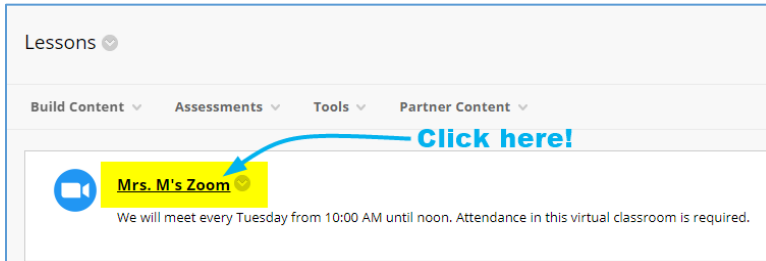 Lessons
Build Content Assessments Tools Partner Content
Click here!
Mrs. M's Zoom
We will meet every Tuesday from 10:00 AM until noon. Attendance in this virtual classroom is required.